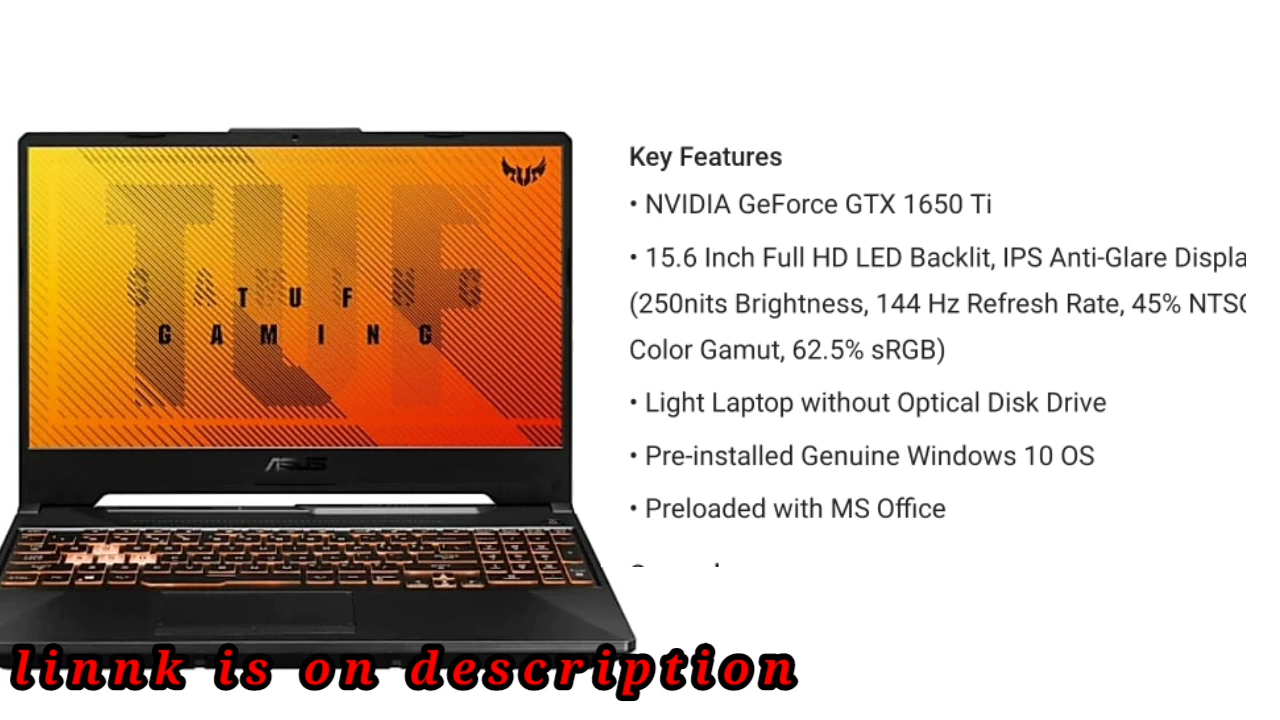 TUF
TUF
GAMING
ASUS
Key Features
• NVIDIA GeForce GTX 1650 Ti
• 15.6 Inch Full HD LED Backlit, IPS Anti-Glare Displa
(250nits Brightness, 144 Hz Refresh Rate, 45% NTSC
Color Gamut, 62.5% sRGB)
• Light Laptop without Optical Disk Drive
• Pre-installed Genuine Windows 10 OS
• Preloaded with MS Office
linnk is on description